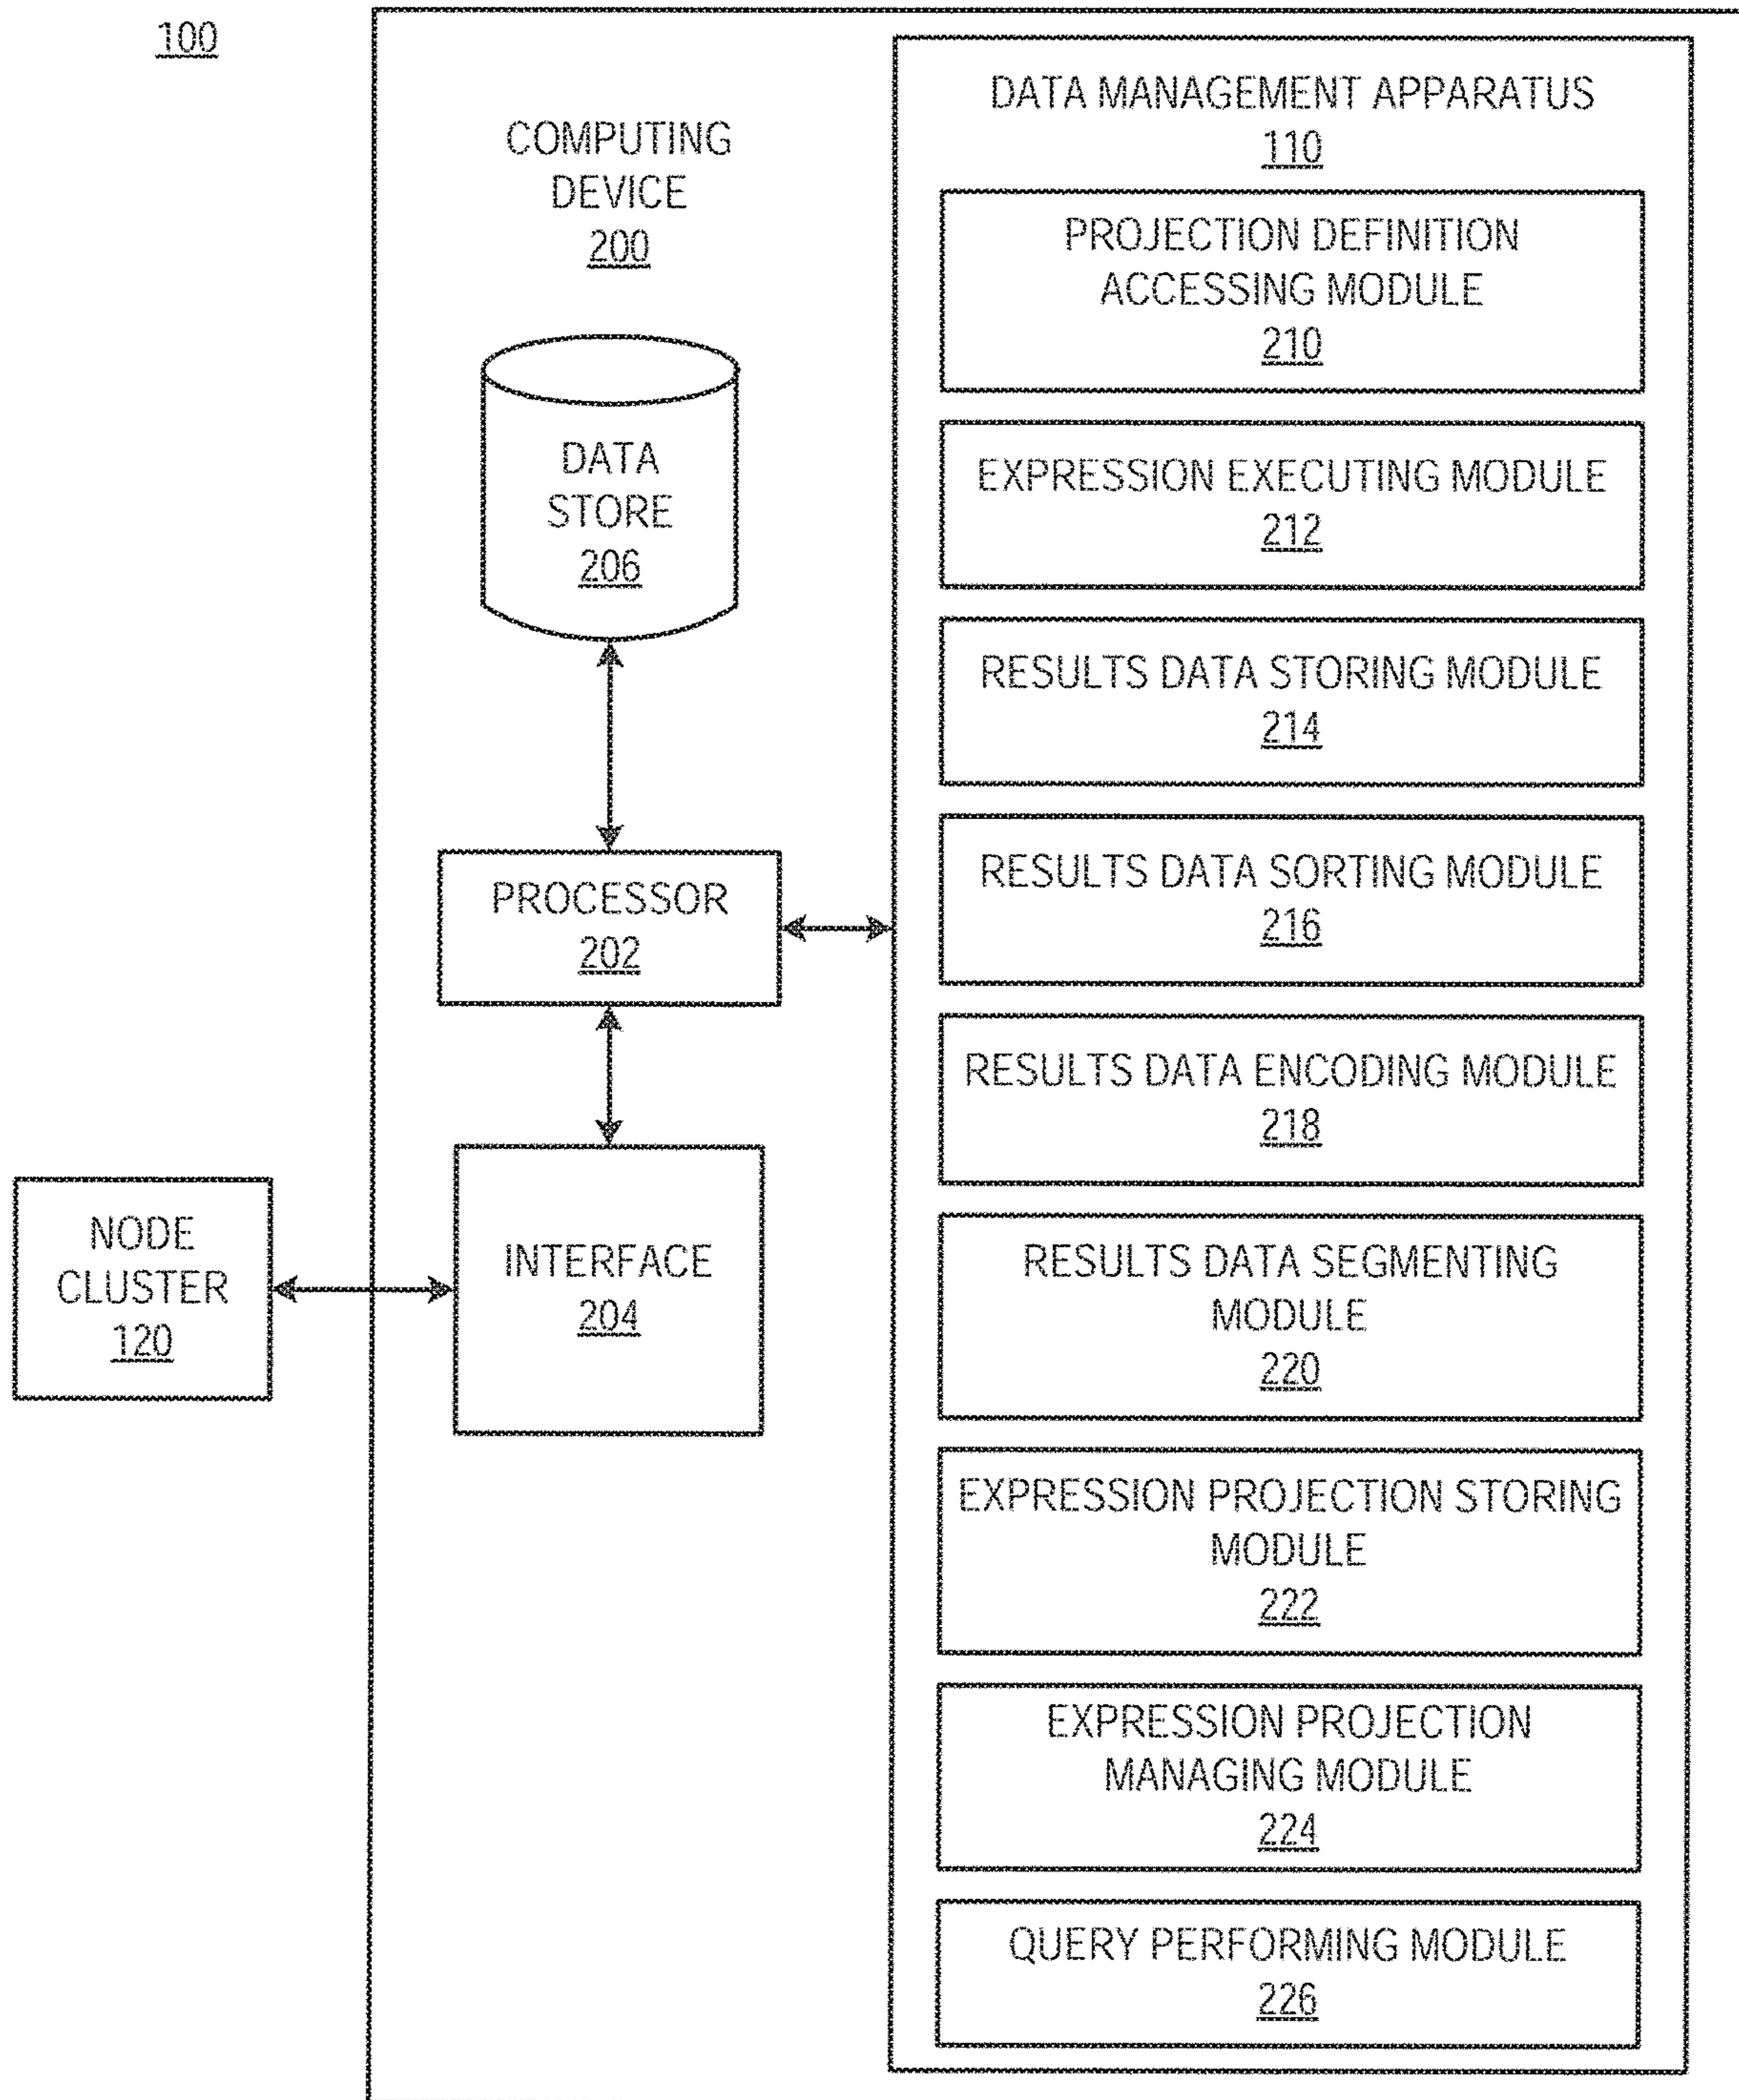 100
COMPUTING
DEVICE
200
DATA
STORE
206
PROCESSOR
202
INTERFACE
204
NODE
CLUSTER
120
DATA MANAGEMENT APPARATUS
110
PROJECTION DEFINITION
ACCESSING MODULE
210
EXPRESSION EXECUTING MODULE
212
RESULTS DATA STORING MODULE
214
RESULTS DATA SORTING MODULE
216
RESULTS DATA ENCODING MODULE
218
RESULTS DATA SEGMENTING
MODULE
220
EXPRESSION PROJECTION STORING
MODULE
222
EXPRESSION PROJECTION
MANAGING MODULE
224
QUERY PERFORMING MODULE
226